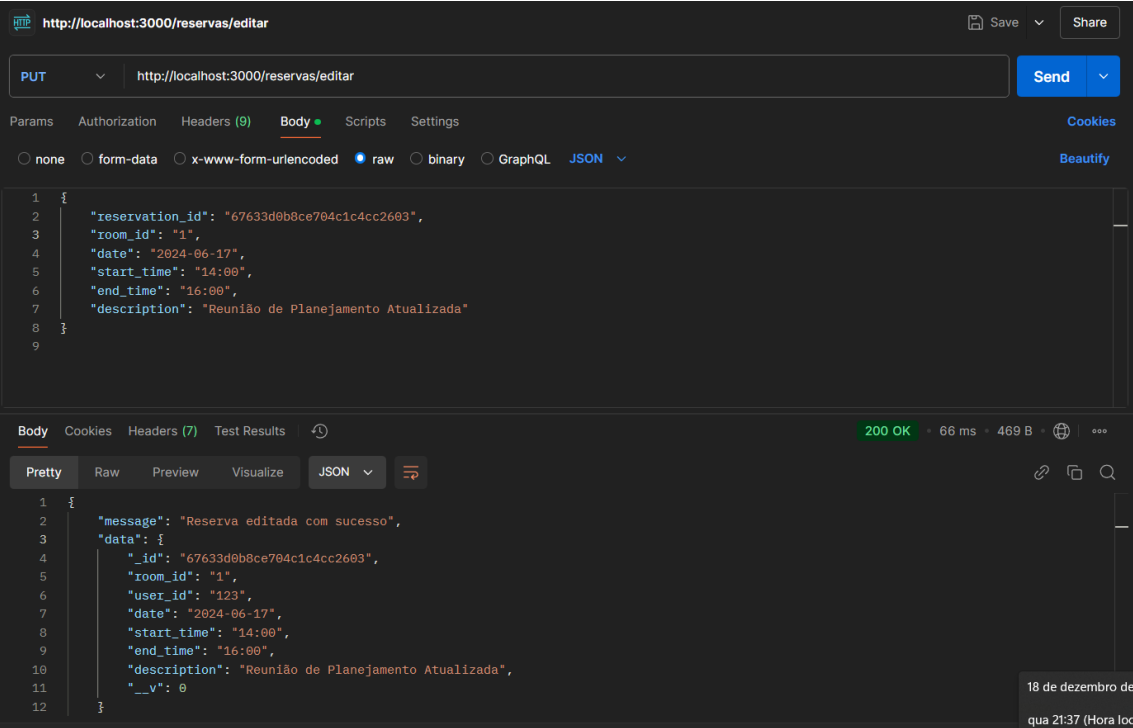 HTTP http://localhost:3000/reservas/editar Save Share
PUT http://localhost:3000/reservas/editar Send
Params Authorization Headers (9) Body Scripts Settings Cookies
none form-data x-www-form-urlencoded raw binary GraphQL JSON Beautify
1 {
2 "reservation_id": "67633d0b8ce704c1c4cc2603",
3 "room_id": "1",
4 "date": "2024-06-17",
5 "start_time": "14:00",
6 "end_time": "16:00",
7 "description": "Reunião de Planejamento Atualizada"
8 }
9
Body Cookies Headers (7) Test Results 200 OK • 66 ms • 469 B •
Pretty Raw Preview Visualize JSON
1 {
2 "message": "Reserva editada com sucesso",
3 "data": {
4 "_id": "67633d0b8ce704c1c4cc2603",
5 "room_id": "1",
6 "user_id": "123",
7 "date": "2024-06-17",
8 "start_time": "14:00",
9 "end_time": "16:00",
10 "description": "Reunião de Planejamento Atualizada",
11 "__v": 0
12 }
18 de dezembro de
qua 21:37 (Hora loc